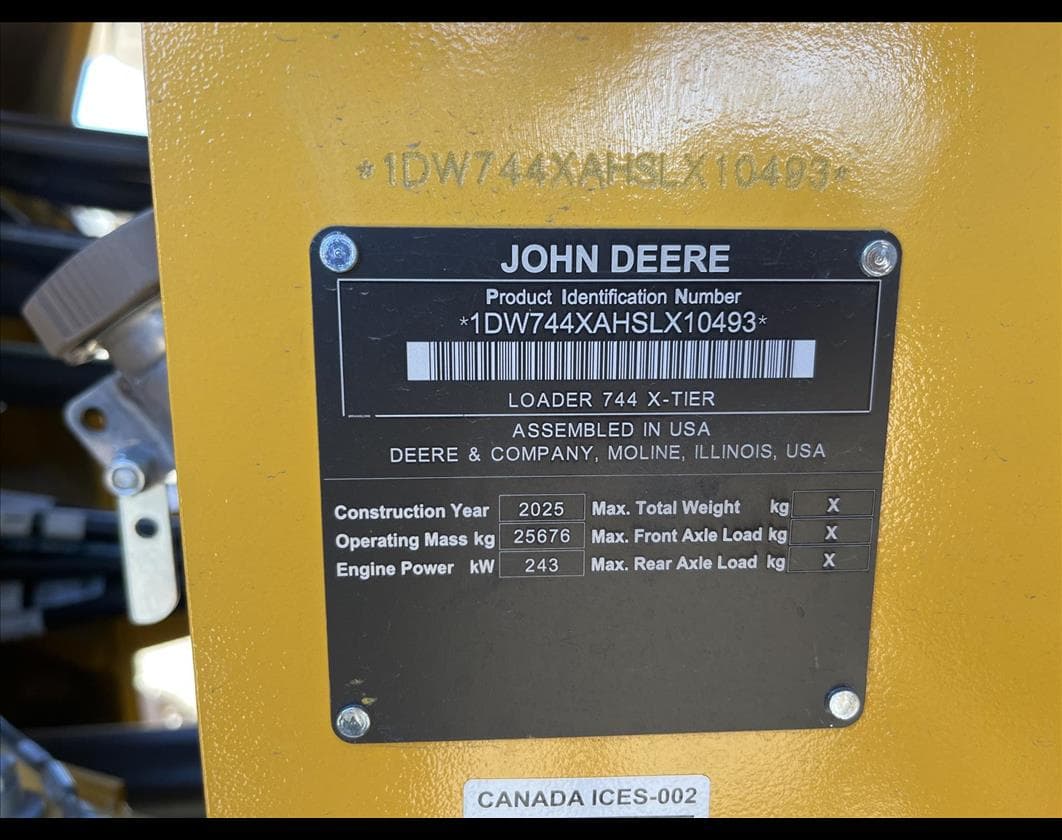 *1DW744XAHSLX10493*
JOHN DEERE
Product Identification Number
*1DW744XAHSLX10493*
LOADER 744 X-TIER
ASSEMBLED IN USA
DEERE & COMPANY, MOLINE, ILLINOIS, USA
Construction Year 2025 Max. Total Weight kg X
Operating Mass kg 25676 Max. Front Axle Load kg X
Engine Power kW 243 Max. Rear Axle Load kg X
CANADA ICES-002